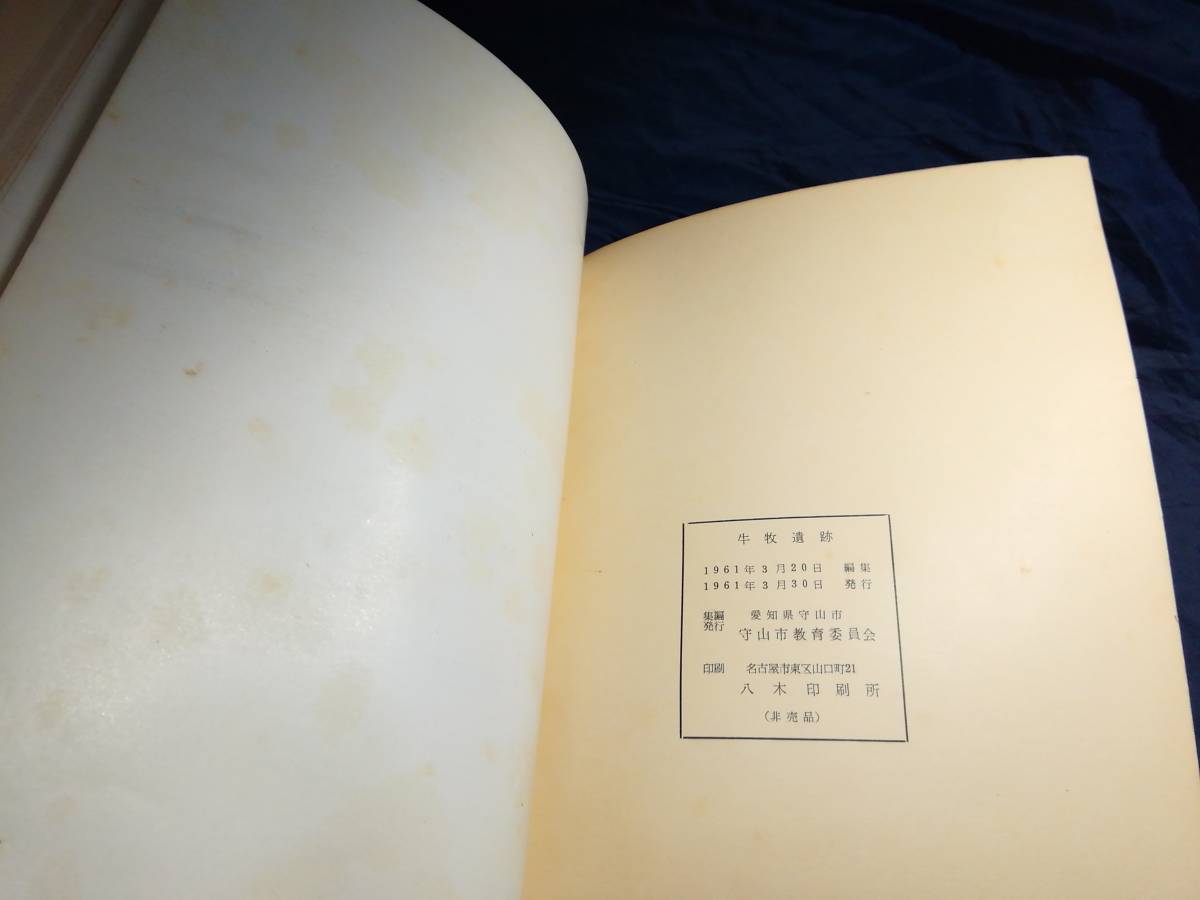 牛牧遺跡
1961年3月20日 編集
1961年3月30日 発行
集編 愛知県守山市
発行 守山市教育委員会
印刷 名古屋市東区山口町21
八木印刷所
(非売品)